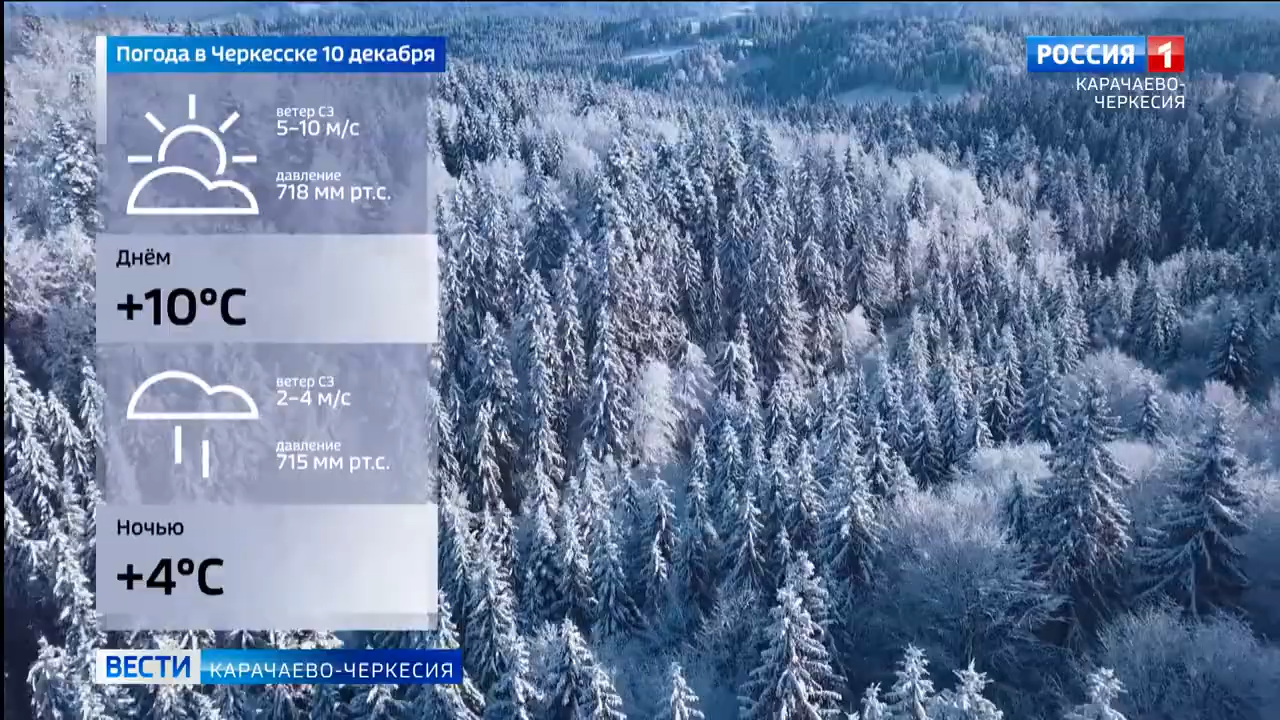 Погода в Черкесске 10 декабря
РОССИЯ 1
КАРАЧАЕВО-
ЧЕРКЕСИЯ
ветер СЗ
5–10 м/с
давление
718 мм рт.с.
Днём
+10°C
ветер СЗ
2–4 м/с
давление
715 мм рт.с.
Ночью
+4°C
ВЕСТИ КАРАЧАЕВО-ЧЕРКЕСИЯ